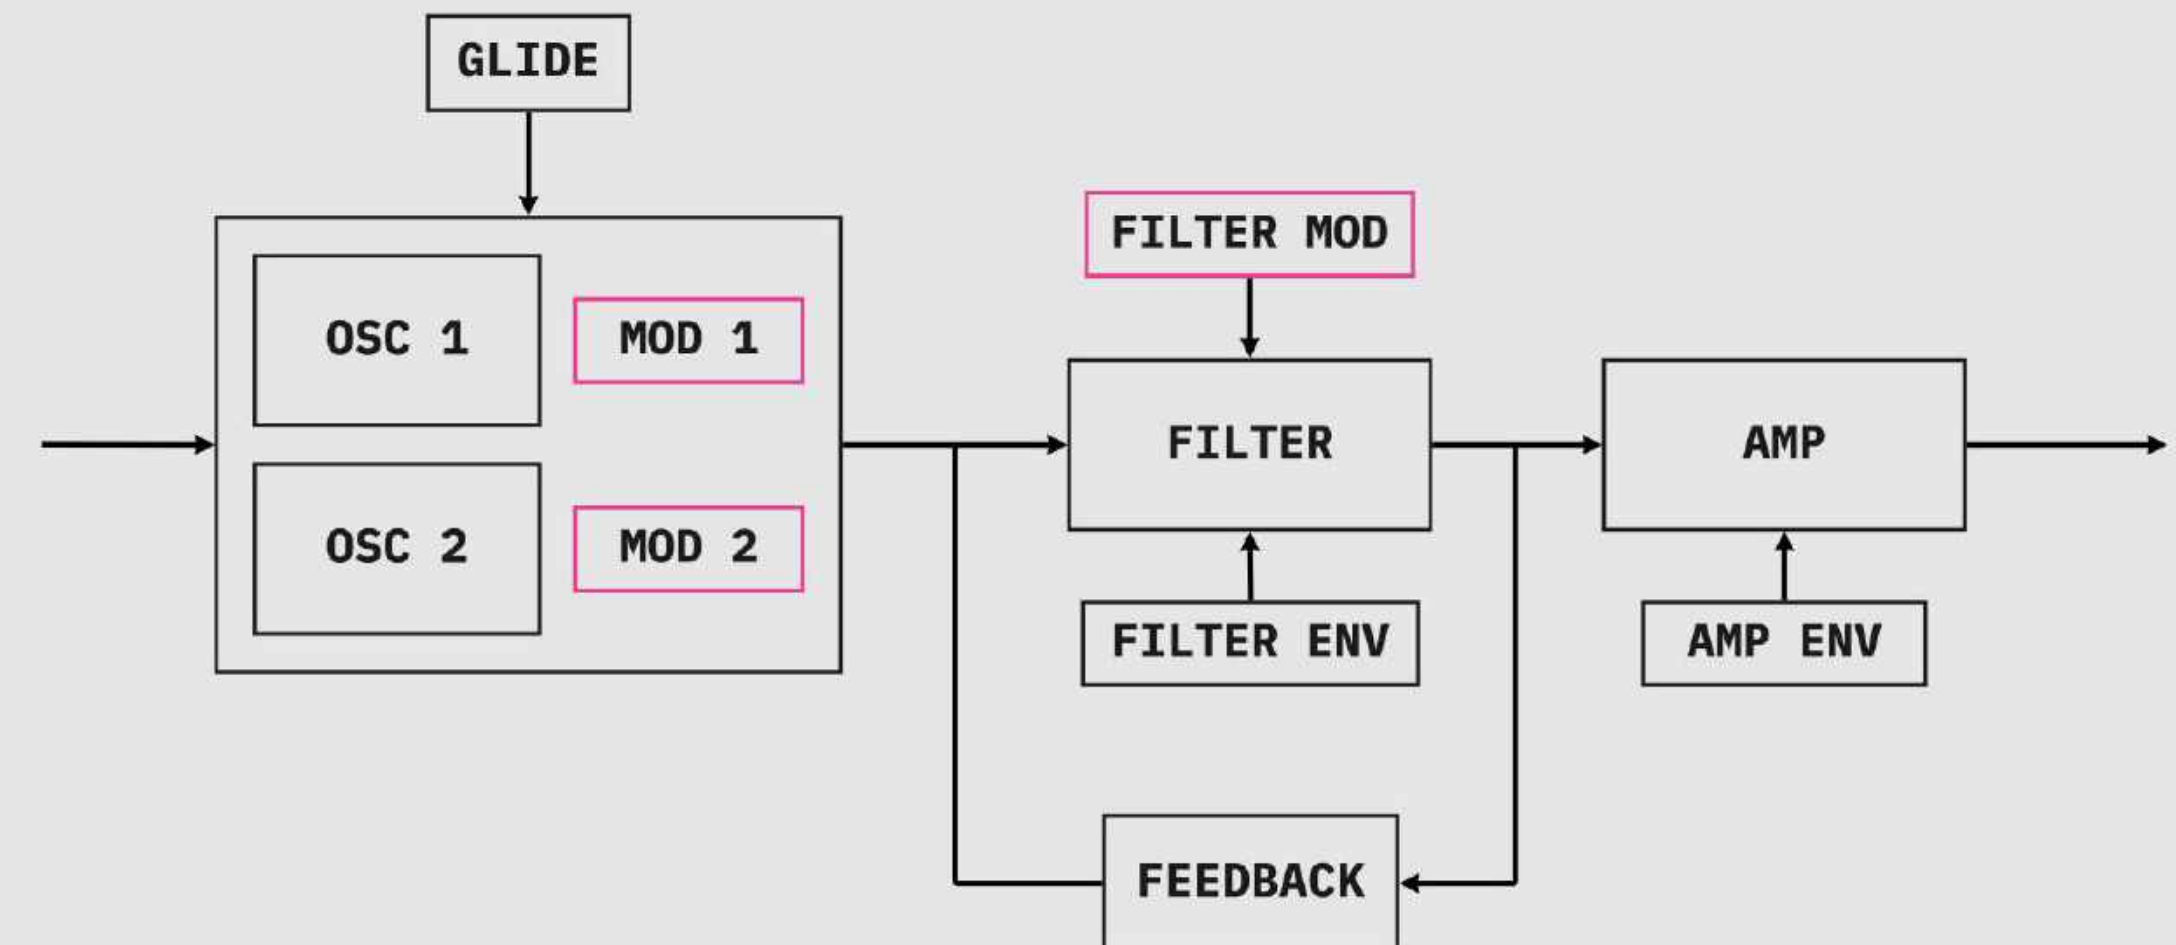 GLIDE
OSC 1
MOD 1
OSC 2
MOD 2
FILTER MOD
FILTER
FILTER ENV
AMP
AMP ENV
FEEDBACK